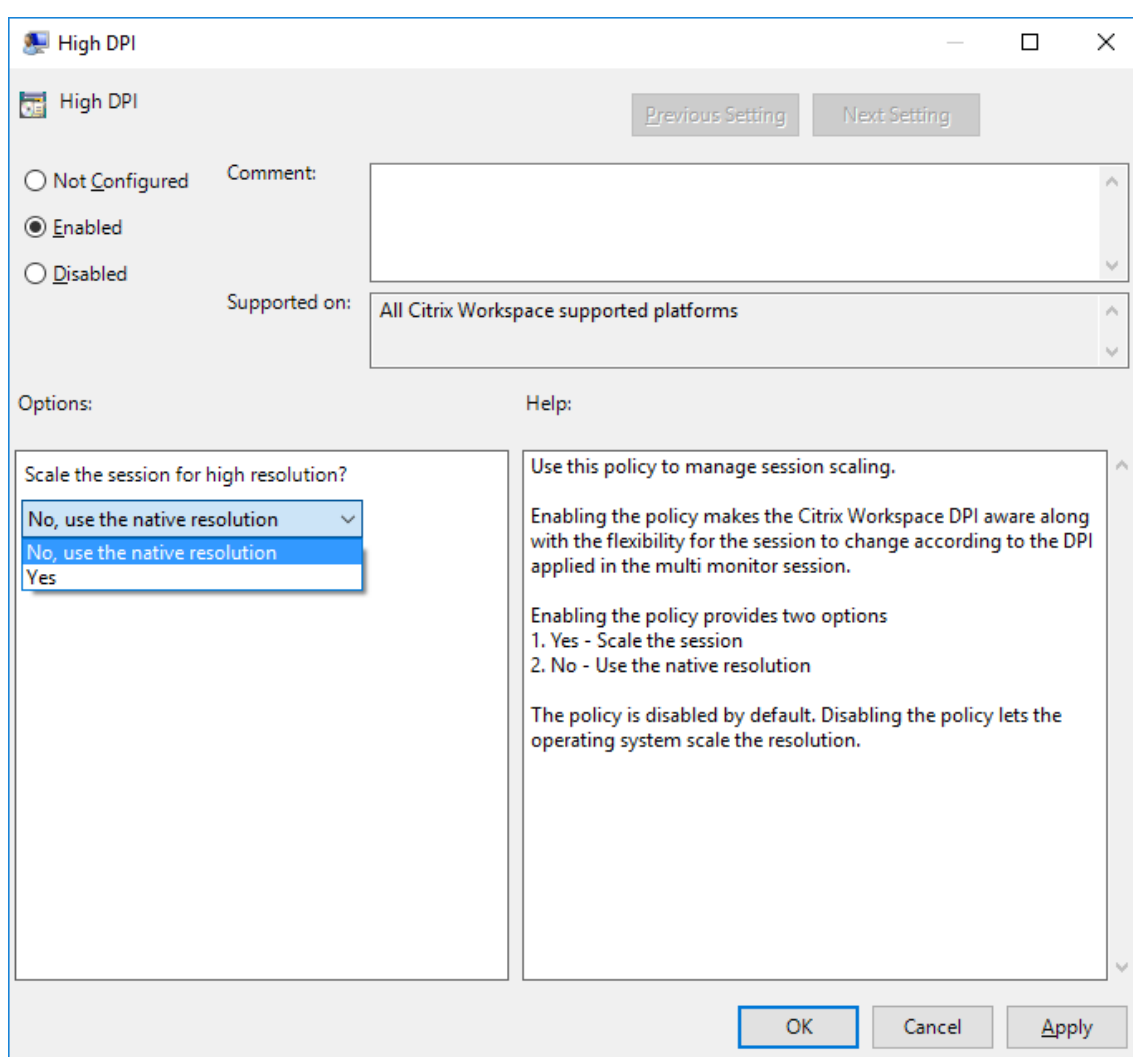 High DPI
High DPI
Previous Setting
Next Setting
Not Configured
Comment:
Enabled
Disabled
Supported on:
All Citrix Workspace supported platforms
Options:
Help:
Scale the session for high resolution?
No, use the native resolution
No, use the native resolution
Yes
Use this policy to manage session scaling.
Enabling the policy makes the Citrix Workspace DPI aware along
with the flexibility for the session to change according to the DPI
applied in the multi monitor session.
Enabling the policy provides two options
1. Yes - Scale the session
2. No - Use the native resolution
The policy is disabled by default. Disabling the policy lets the
operating system scale the resolution.
OK
Cancel
Apply